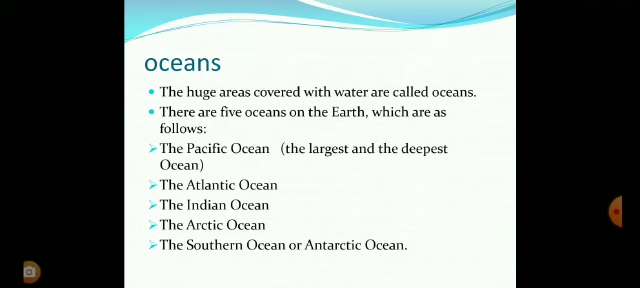 oceans
The huge areas covered with water are called oceans.
There are five oceans on the Earth, which are as
follows:
The Pacific Ocean (the largest and the deepest
Ocean)
The Atlantic Ocean
The Indian Ocean
The Arctic Ocean
The Southern Ocean or Antarctic Ocean.